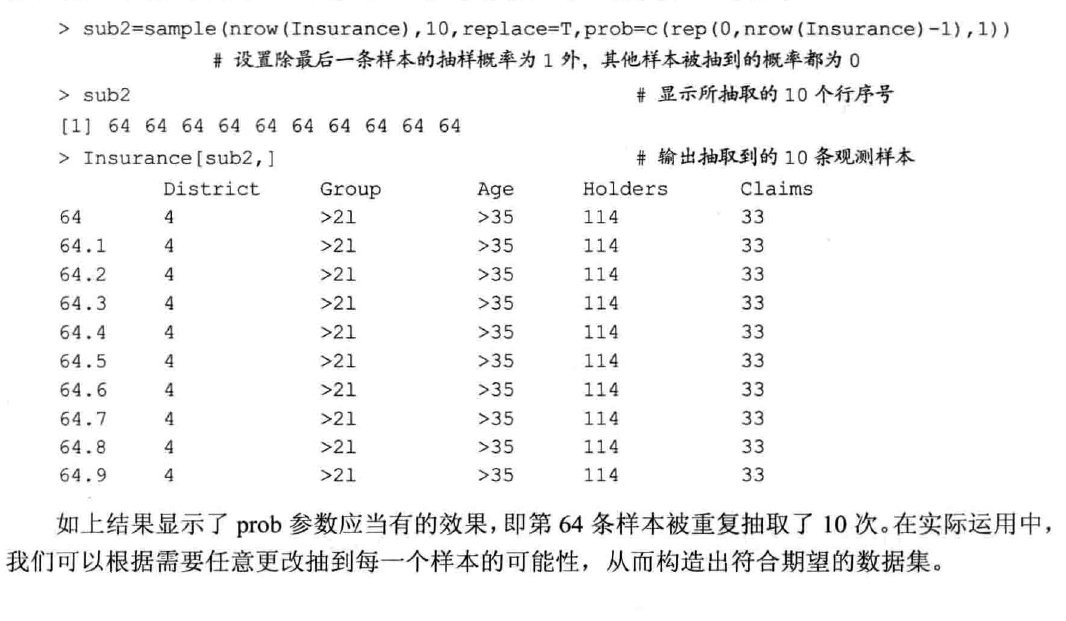 > sub2=sample(nrow(Insurance),10,replace=T,prob=c(rep(0,nrow(Insurance)-1),1))
# 设置除最后一条样本的抽样概率为 1 外，其他样本被抽到的概率都为 0
> sub2 # 显示所抽取的 10 个行序号
[1] 64 64 64 64 64 64 64 64 64 64
> Insurance[sub2,] # 输出抽取到的 10 条观测样本
District Group Age Holders Claims
64 4 >2l >35 114 33
64.1 4 >2l >35 114 33
64.2 4 >2l >35 114 33
64.3 4 >2l >35 114 33
64.4 4 >2l >35 114 33
64.5 4 >2l >35 114 33
64.6 4 >2l >35 114 33
64.7 4 >2l >35 114 33
64.8 4 >2l >35 114 33
64.9 4 >2l >35 114 33
如上结果显示了 prob 参数应当有的效果，即第 64 条样本被重复抽取了 10 次。在实际运用中，
我们可以根据需要任意更改抽到每一个样本的可能性，从而构造出符合期望的数据集。